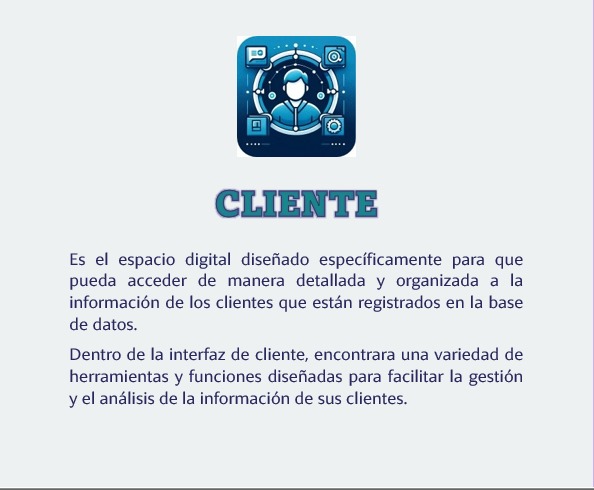 CLIENTE
Es el espacio digital diseñado específicamente para que
pueda acceder de manera detallada y organizada a la
información de los clientes que están registrados en la base
de datos.
Dentro de la interfaz de cliente, encontrara una variedad de
herramientas y funciones diseñadas para facilitar la gestión
y el análisis de la información de sus clientes.